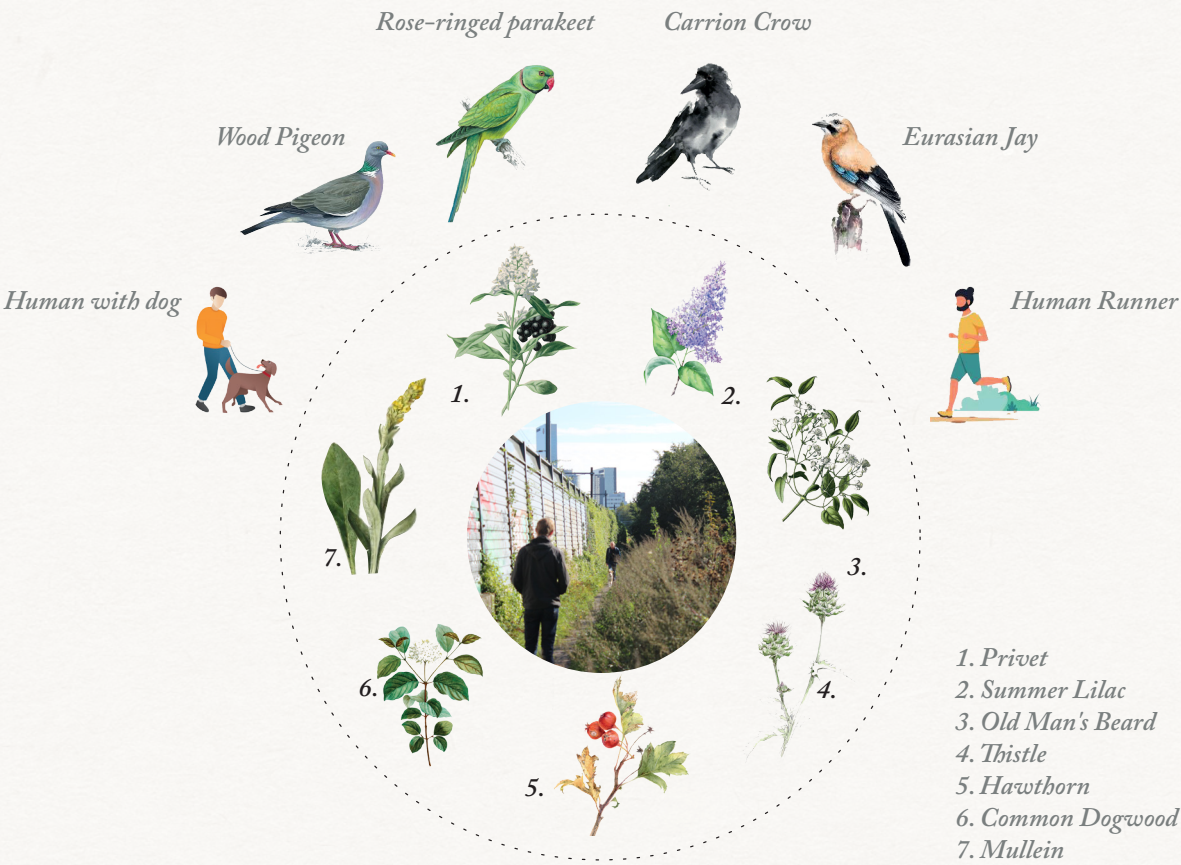 Rose-ringed parakeet
Carrion Crow
Wood Pigeon
Eurasian Jay
Human with dog
Human Runner
1.
2.
7.
3.
6.
4.
5.
1. Privet
2. Summer Lilac
3. Old Man's Beard
4. Thistle
5. Hawthorn
6. Common Dogwood
7. Mullein